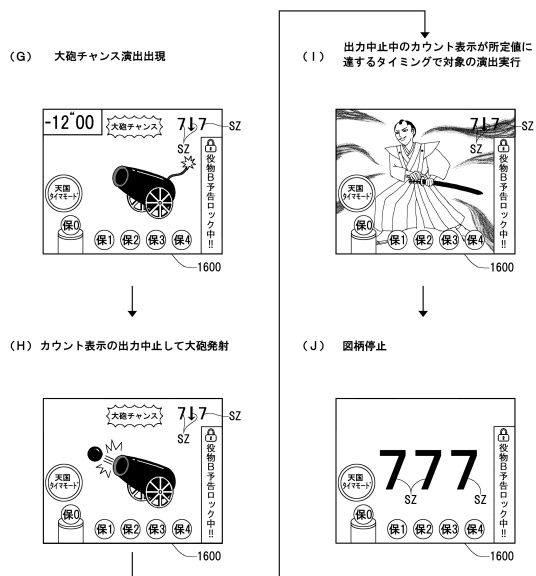 (G) 大砲チャンス演出出現
-12"00
大砲チャンス
7↓7
SZ
SZ
天国
タイマモード
役物B予告ロック中!!
保0
保1 保2 保3 保4
1600
(H) カウント表示の出力中止して大砲発射
大砲チャンス
7↓7
SZ
SZ
天国
タイマモード
役物B予告ロック中!!
保0
保1 保2 保3 保4
1600
(I) 出力中止中のカウント表示が所定値に
達するタイミングで対象の演出実行
7↓7
SZ
SZ
天国
タイマモード
役物B予告ロック中!!
保0
保1 保2 保3 保4
1600
(J) 図柄停止
777
SZ
SZ
天国
タイマモード
役物B予告ロック中!!
保0
保1 保2 保3 保4
1600